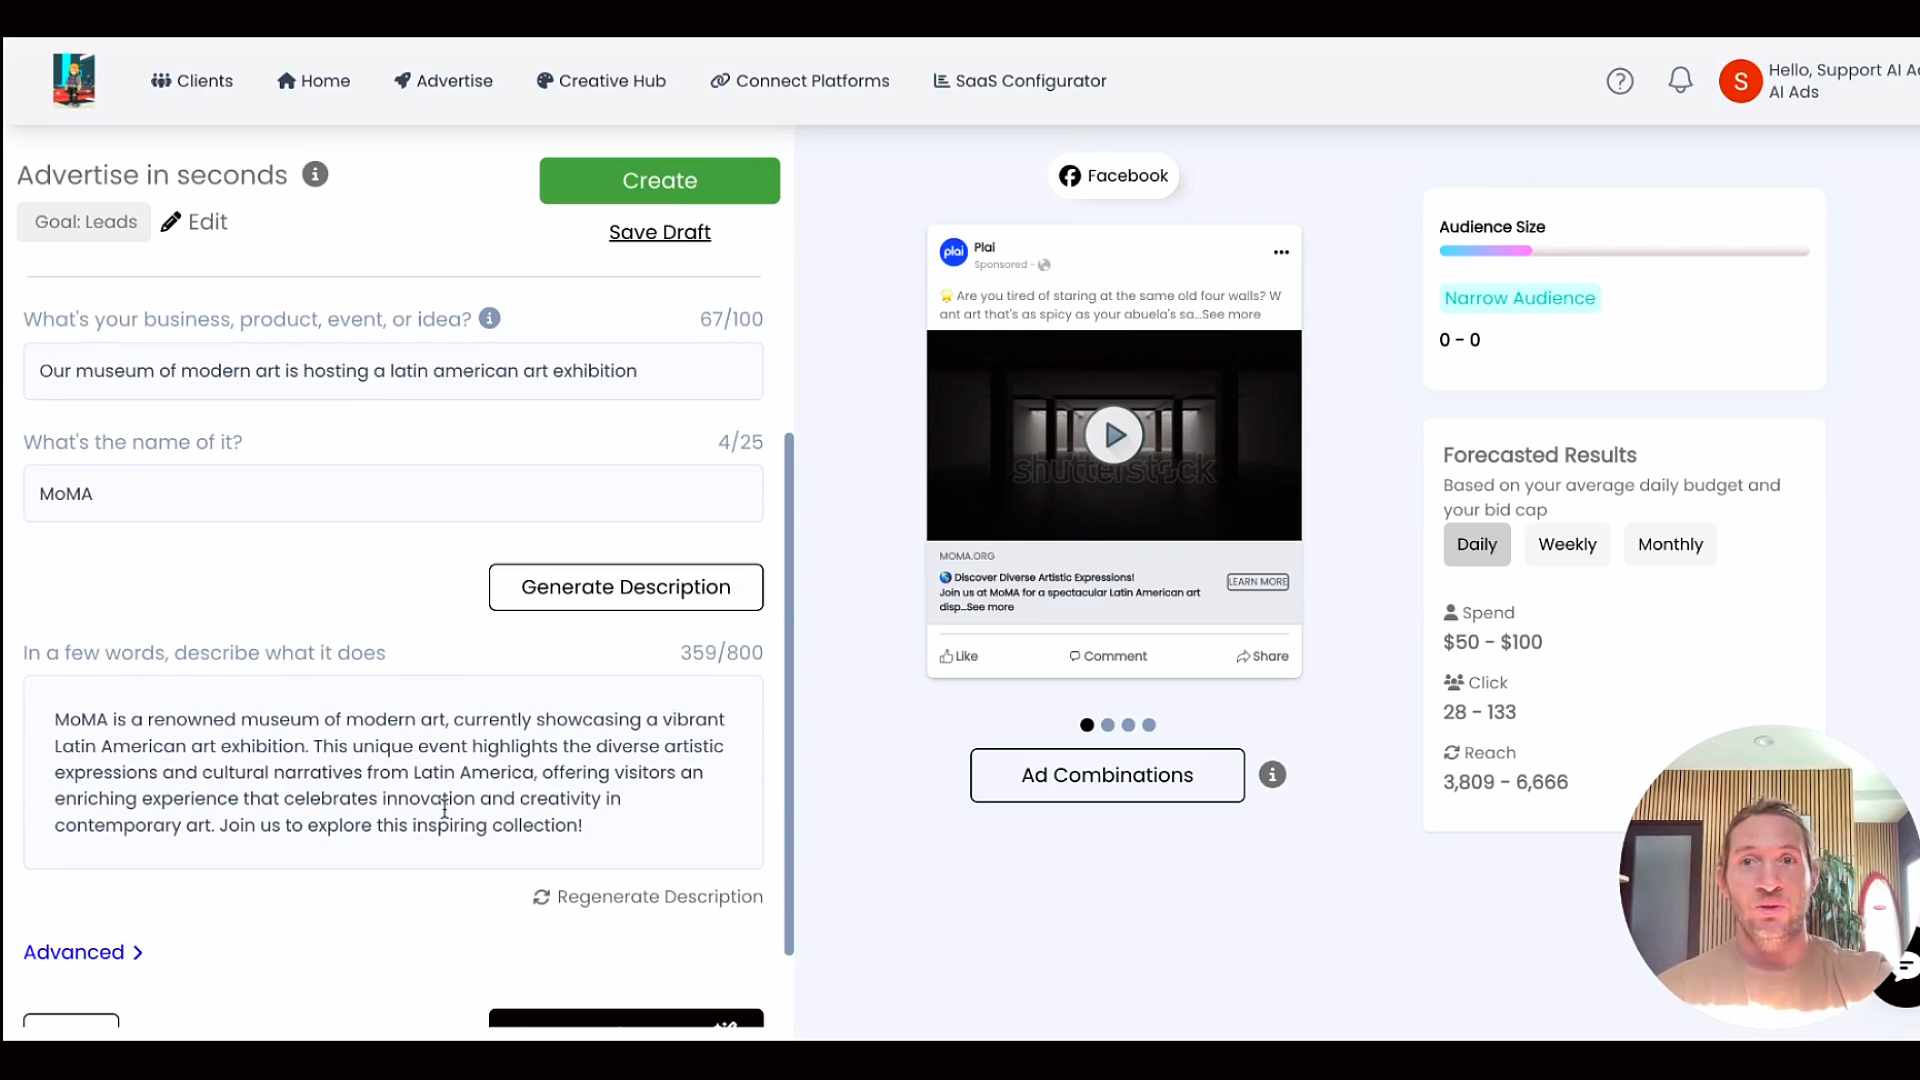 Clients
Home
Advertise
Creative Hub
Connect Platforms
SaaS Configurator
S
Hello, Support AI
AI Ads
Advertise in seconds
Create
Goal: Leads
Edit
Save Draft
What's your business, product, event, or idea?
67/100
Our museum of modern art is hosting a latin american art exhibition
What's the name of it?
4/25
MoMA
Generate Description
In a few words, describe what it does
359/800
MoMA is a renowned museum of modern art, currently showcasing a vibrant
Latin American art exhibition. This unique event highlights the diverse artistic
expressions and cultural narratives from Latin America, offering visitors an
enriching experience that celebrates innovation and creativity in
contemporary art. Join us to explore this inspiring collection!
Regenerate Description
Advanced
Facebook
plai
Plai
Sponsored -
Are you tired of staring at the same old four walls? W
ant art that's as spicy as your abuela's sa...See more
shutterstock
MOMA.ORG
Discover Diverse Artistic Expressions!
Join us at MoMA for a spectacular Latin American art
disp...See more
LEARN MORE
Like
Comment
Share
Ad Combinations
Audience Size
Narrow Audience
0 - 0
Forecasted Results
Based on your average daily budget and
your bid cap
Daily
Weekly
Monthly
Spend
$50 - $100
Click
28 - 133
Reach
3,809 - 6,666